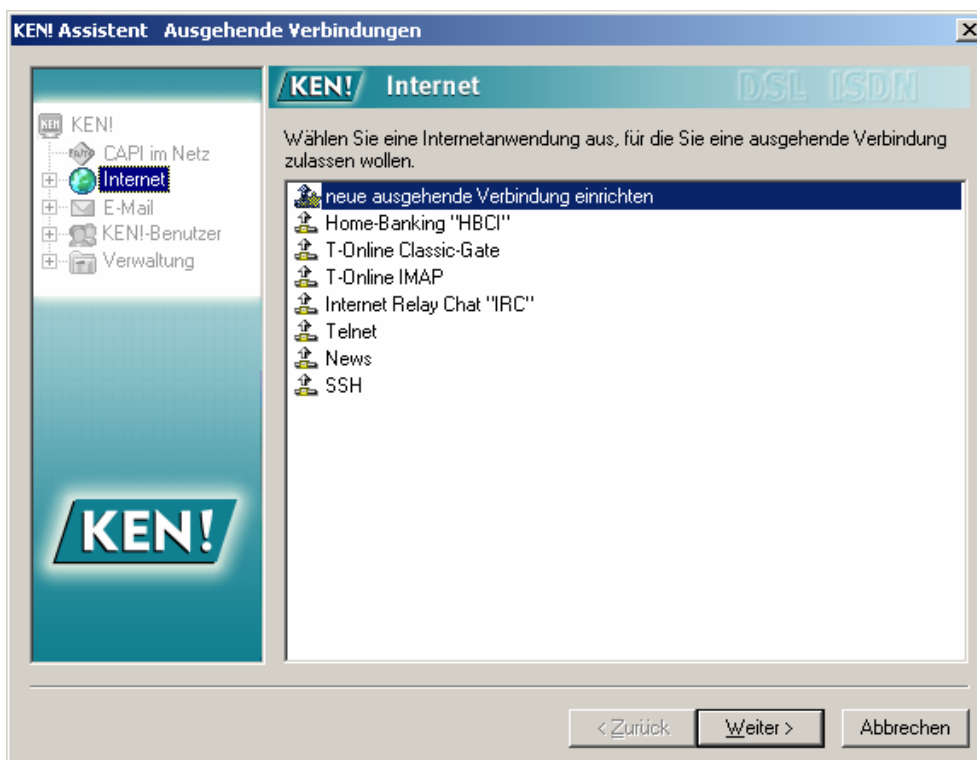 KEN! Assistent Ausgehende Verbindungen
KEN!
CAPI im Netz
Internet
E-Mail
KEN!-Benutzer
Verwaltung
KEN!
KEN! Internet
DSL ISDN
Wählen Sie eine Internetanwendung aus, für die Sie eine ausgehende Verbindung
zulassen wollen.
neue ausgehende Verbindung einrichten
Home-Banking "HBCI"
T-Online Classic-Gate
T-Online IMAP
Internet Relay Chat "IRC"
Telnet
News
SSH
< Zurück
Weiter >
Abbrechen